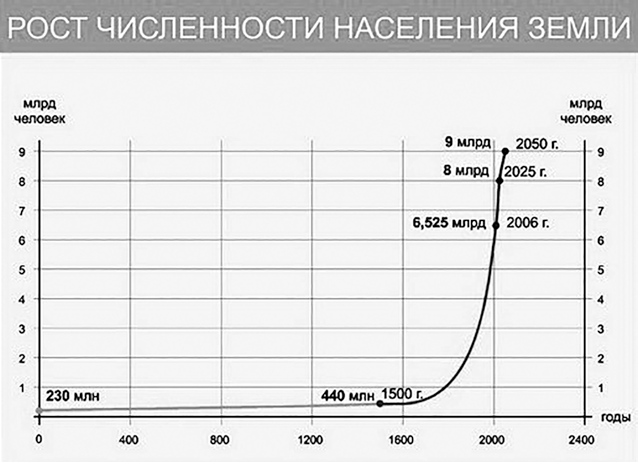 РОСТ ЧИСЛЕННОСТИ НАСЕЛЕНИЯ ЗЕМЛИ
млрд
человек
млрд
человек
9 млрд 2050 г.
9 9
8 млрд 2025 г.
8 8
7 7
6,525 млрд 2006 г.
6 6
5 5
4 4
3 3
2 2
1 1
230 млн
440 млн 1500 г.
годы
0 400 800 1200 1600 2000 2400